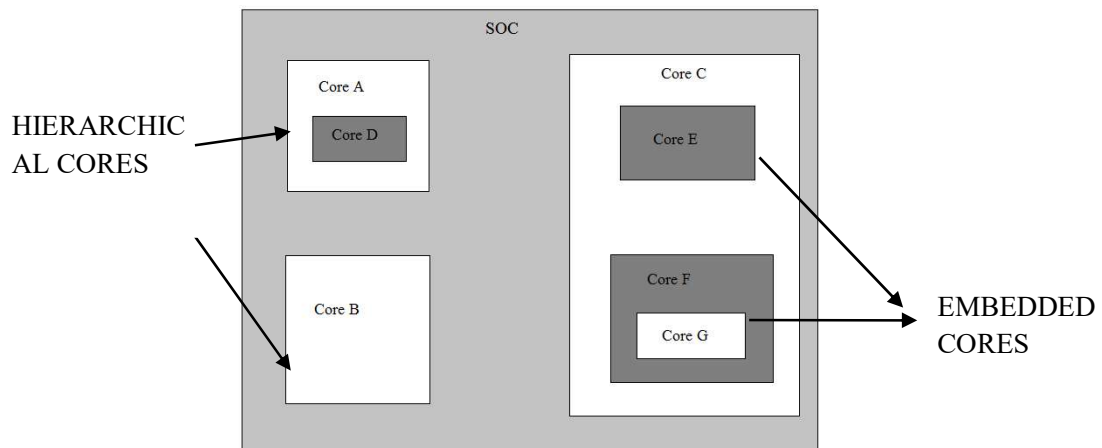 SOC
Core A
Core D
Core B
Core C
Core E
Core F
Core G
HIERARCHIC
AL CORES
EMBEDDED
CORES